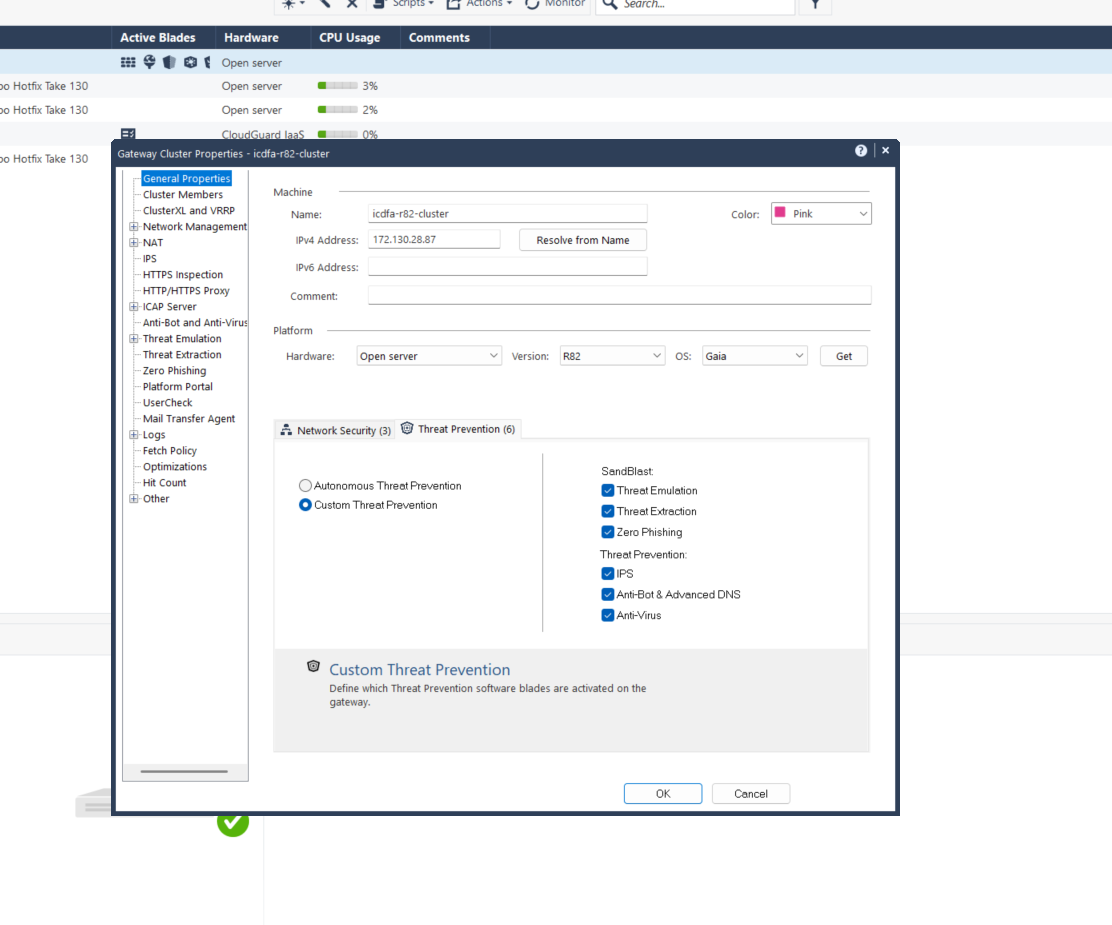 Scripts
Actions
Monitor
Search...
Active Blades
Hardware
CPU Usage
Comments
Open server
Hotfix Take 130
Open server
3%
Hotfix Take 130
Open server
2%
CloudGuard IaaS
0%
Hotfix Take 130
Gateway Cluster Properties - icdfa-r82-cluster
General Properties
Cluster Members
ClusterXL and VRRP
Network Management
NAT
IPS
HTTPS Inspection
HTTP/HTTPS Proxy
ICAP Server
Anti-Bot and Anti-Virus
Threat Emulation
Threat Extraction
Zero Phishing
Platform Portal
UserCheck
Mail Transfer Agent
Logs
Fetch Policy
Optimizations
Hit Count
Other
Machine
Name:
icdfa-r82-cluster
Color:
Pink
IPv4 Address:
172.130.28.87
Resolve from Name
IPv6 Address:
Comment:
Platform
Hardware:
Open server
Version:
R82
OS:
Gaia
Get
Network Security (3)
Threat Prevention (6)
Autonomous Threat Prevention
Custom Threat Prevention
SandBlast:
Threat Emulation
Threat Extraction
Zero Phishing
Threat Prevention:
IPS
Anti-Bot & Advanced DNS
Anti-Virus
Custom Threat Prevention
Define which Threat Prevention software blades are activated on the
gateway.
OK
Cancel